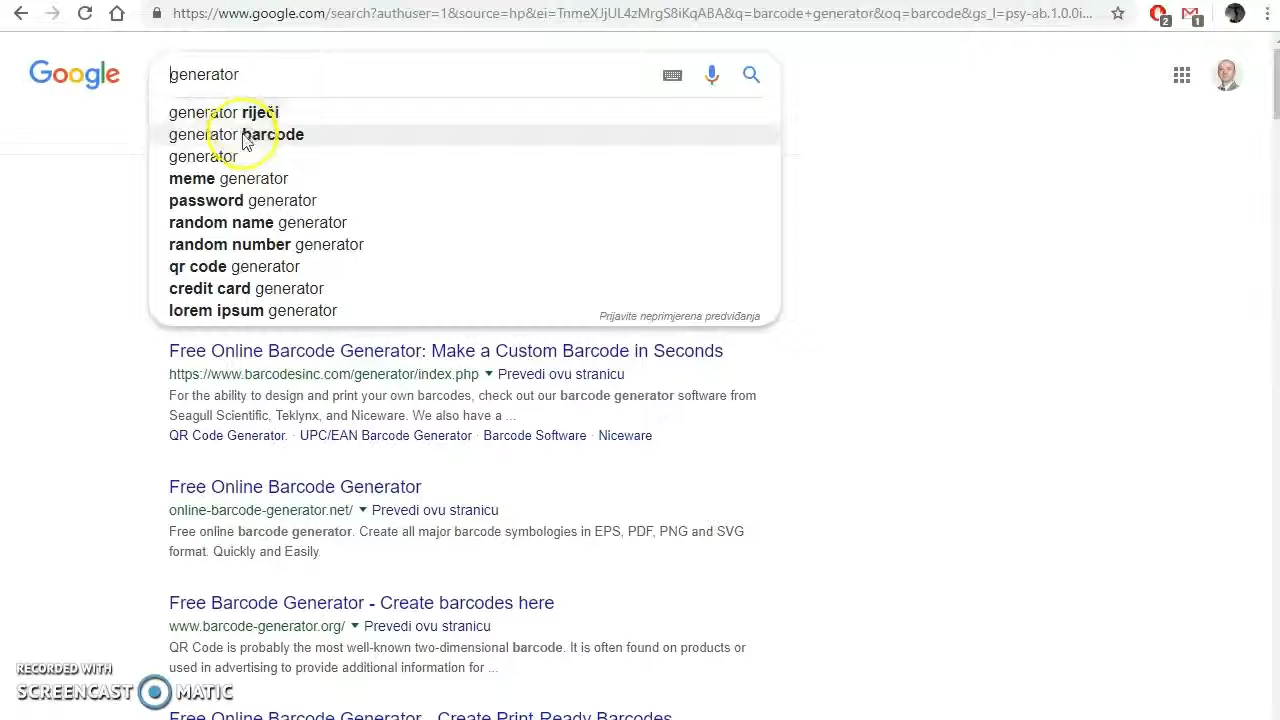 https://www.google.com/search?authuser=1&source=hp&ei=TnmeXJjUL4zMrgS8iKqABA&q=barcode+generator&oq=barcode&gs_l=psy-ab.1.0.0i...
2
1
Google
generator
generator riječi
generator barcode
generator
meme generator
password generator
random name generator
random number generator
qr code generator
credit card generator
lorem ipsum generator
Prijavite neprimjerena predviđanja
Free Online Barcode Generator: Make a Custom Barcode in Seconds
https://www.barcodesinc.com/generator/index.php Prevedi ovu stranicu
For the ability to design and print your own barcodes, check out our barcode generator software from
Seagull Scientific, Teklynx, and Niceware. We also have a ...
QR Code Generator. · UPC/EAN Barcode Generator · Barcode Software · Niceware
Free Online Barcode Generator
online-barcode-generator.net/ Prevedi ovu stranicu
Free online barcode generator. Create all major barcode symbologies in EPS, PDF, PNG and SVG
format. Quickly and Easily.
Free Barcode Generator - Create barcodes here
www.barcode-generator.org/ Prevedi ovu stranicu
QR Code is probably the most well-known two-dimensional barcode. It is often found on products or
used in advertising to provide additional information for ...
RECORDED WITH
SCREENCAST MATIC
Free Online Barcode Generator - Create Print-Ready Barcodes